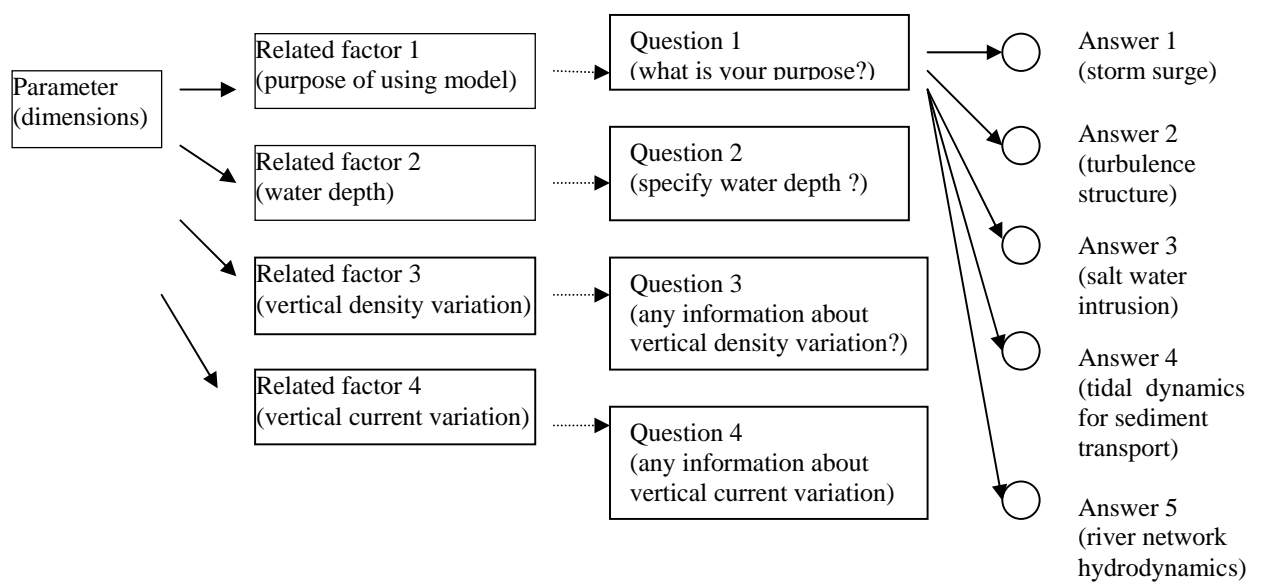 Parameter
(dimensions)
Related factor 1
(purpose of using model)
Related factor 2
(water depth)
Related factor 3
(vertical density variation)
Related factor 4
(vertical current variation)
Question 1
(what is your purpose?)
Question 2
(specify water depth ?)
Question 3
(any information about
vertical density variation?)
Question 4
(any information about
vertical current variation)
Answer 1
(storm surge)
Answer 2
(turbulence
structure)
Answer 3
(salt water
intrusion)
Answer 4
(tidal dynamics
for sediment
transport)
Answer 5
(river network
hydrodynamics)